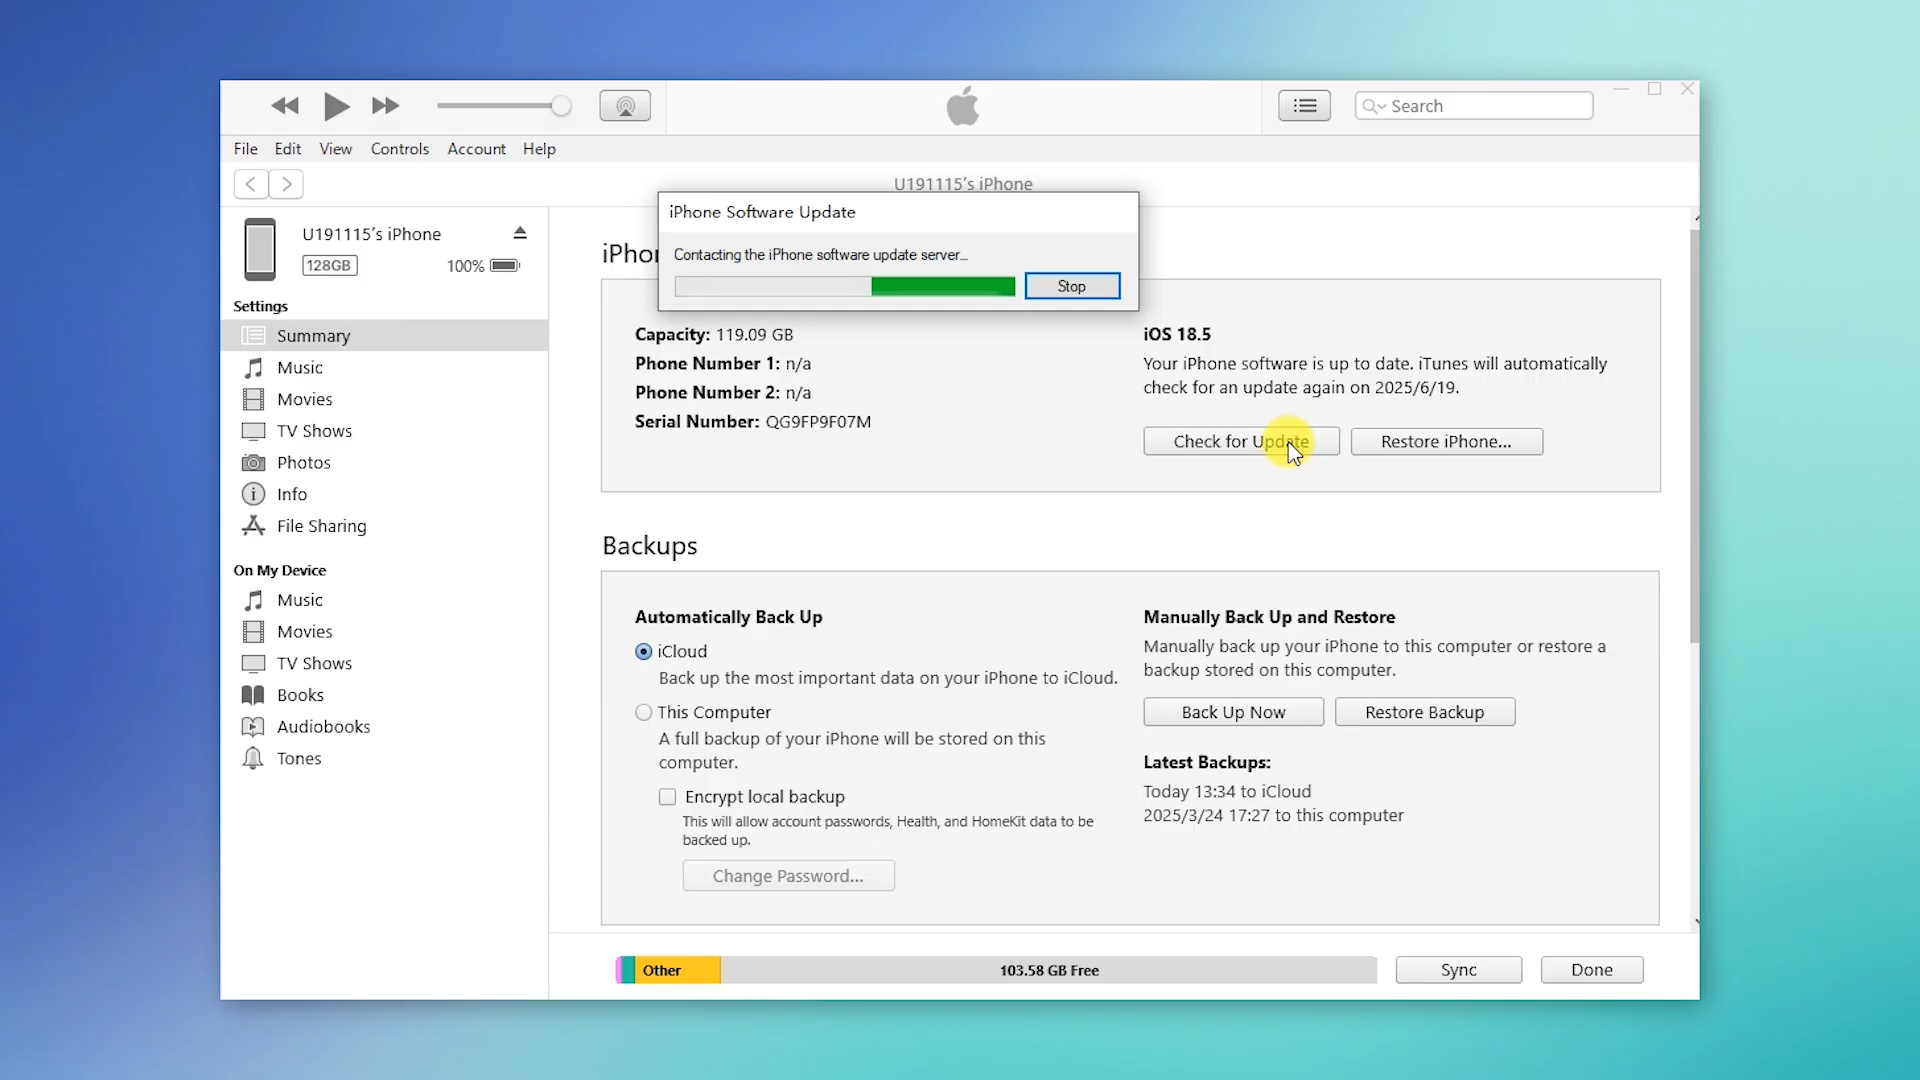 Search
File Edit View Controls Account Help
U191115's iPhone
iPhone Software Update
Contacting the iPhone software update server...
Stop
U191115's iPhone
128GB
100%
Settings
Summary
Music
Movies
TV Shows
Photos
Info
File Sharing
On My Device
Music
Movies
TV Shows
Books
Audiobooks
Tones
Capacity: 119.09 GB
Phone Number 1: n/a
Phone Number 2: n/a
Serial Number: QG9FP9F07M
iOS 18.5
Your iPhone software is up to date. iTunes will automatically
check for an update again on 2025/6/19.
Check for Update
Restore iPhone...
Backups
Automatically Back Up
iCloud
Back up the most important data on your iPhone to iCloud.
This Computer
A full backup of your iPhone will be stored on this
computer.
Encrypt local backup
This will allow account passwords, Health, and HomeKit data to be
backed up.
Change Password...
Manually Back Up and Restore
Manually back up your iPhone to this computer or restore a
backup stored on this computer.
Back Up Now
Restore Backup
Latest Backups:
Today 13:34 to iCloud
2025/3/24 17:27 to this computer
Other
103.58 GB Free
Sync
Done